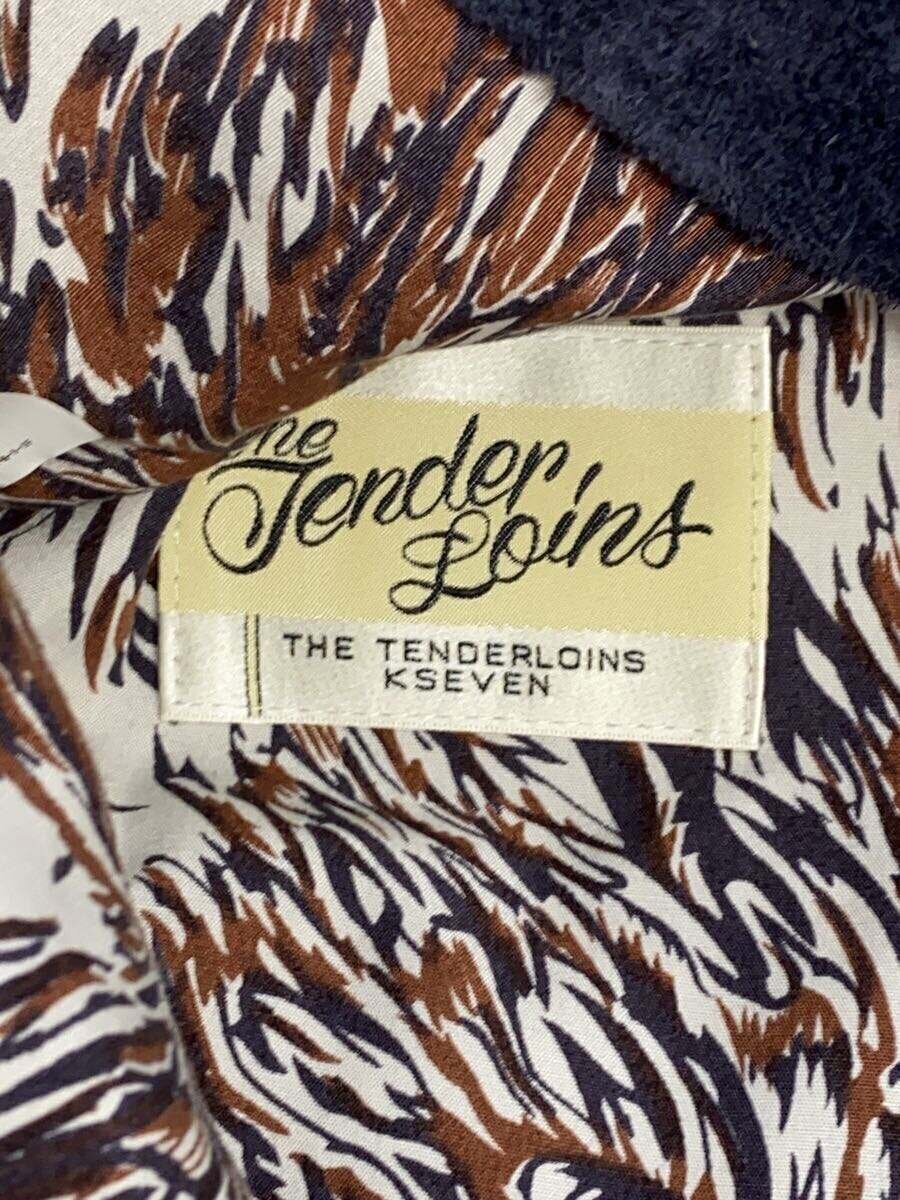 The
Tender
Loins
THE TENDERLOINS
KSEVEN